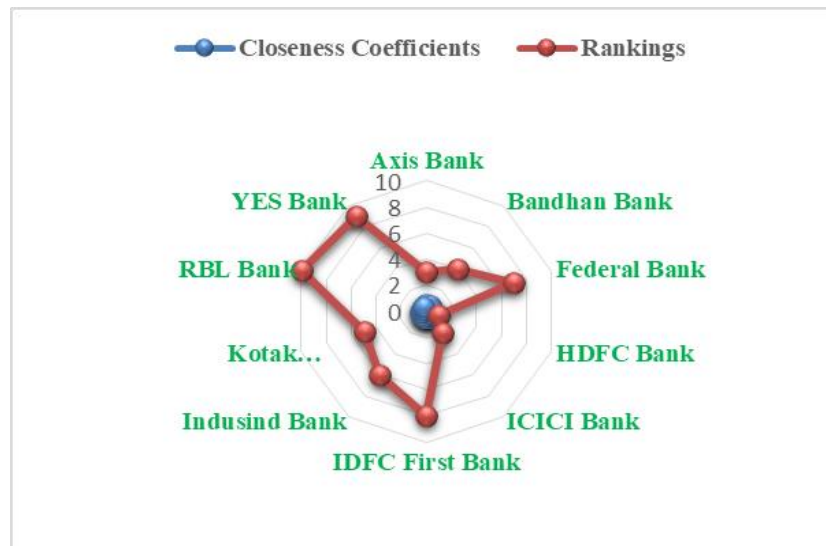 Closeness Coefficients Rankings
Axis Bank
10
YES Bank
Bandhan Bank
8
6
RBL Bank
Federal Bank
4
2
0
Kotak…
HDFC Bank
Indusind Bank
ICICI Bank
IDFC First Bank